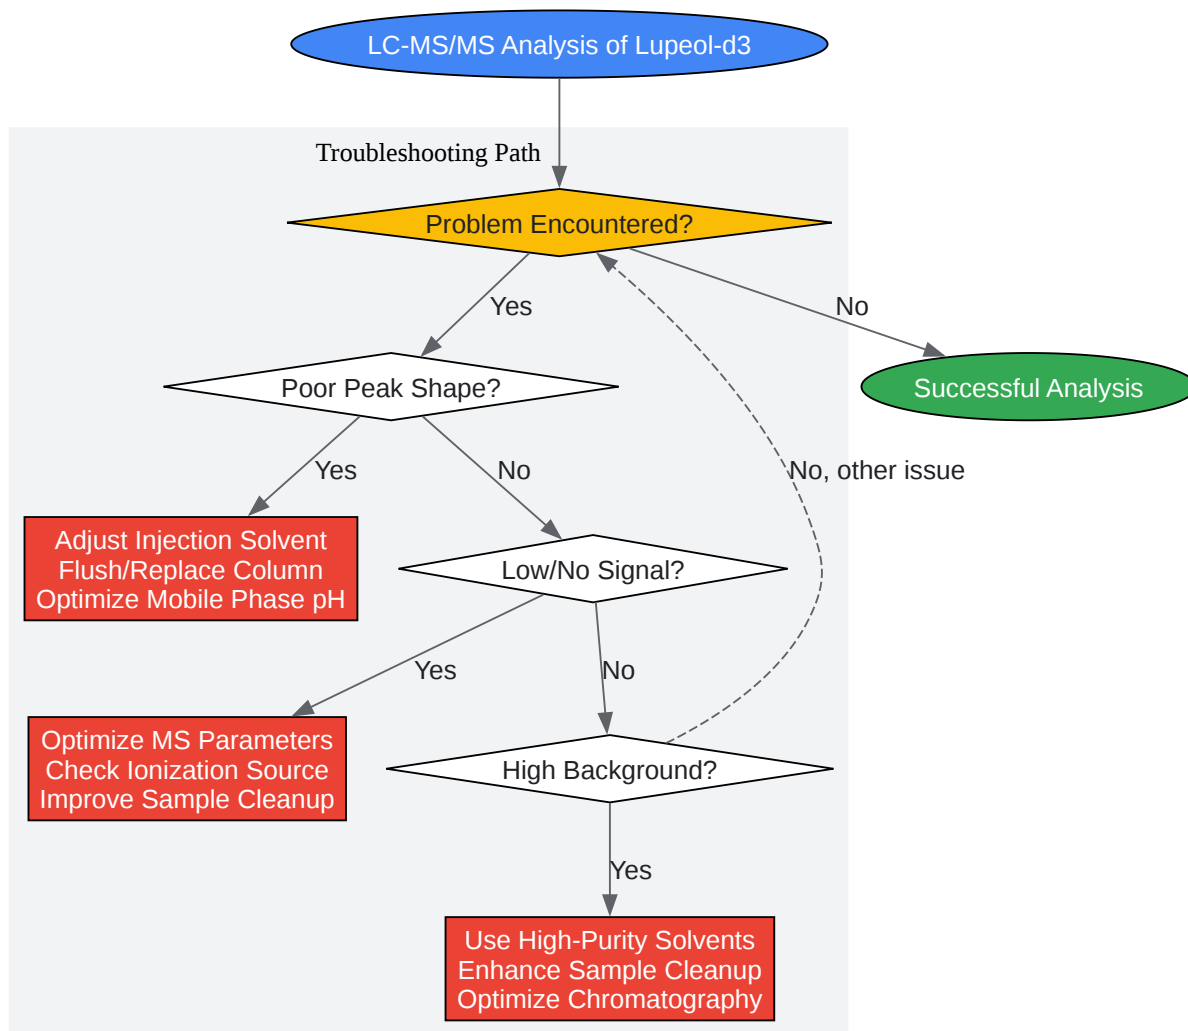 LC-MS/MS Analysis of Lupeol-d3
Troubleshooting Path
Problem Encountered?
Yes
No
Poor Peak Shape?
Successful Analysis
Yes
No
No, other issue
Adjust Injection Solvent
Flush/Replace Column
Optimize Mobile Phase pH
Low/No Signal?
Yes
No
Optimize MS Parameters
Check Ionization Source
Improve Sample Cleanup
High Background?
Yes
Use High-Purity Solvents
Enhance Sample Cleanup
Optimize Chromatography